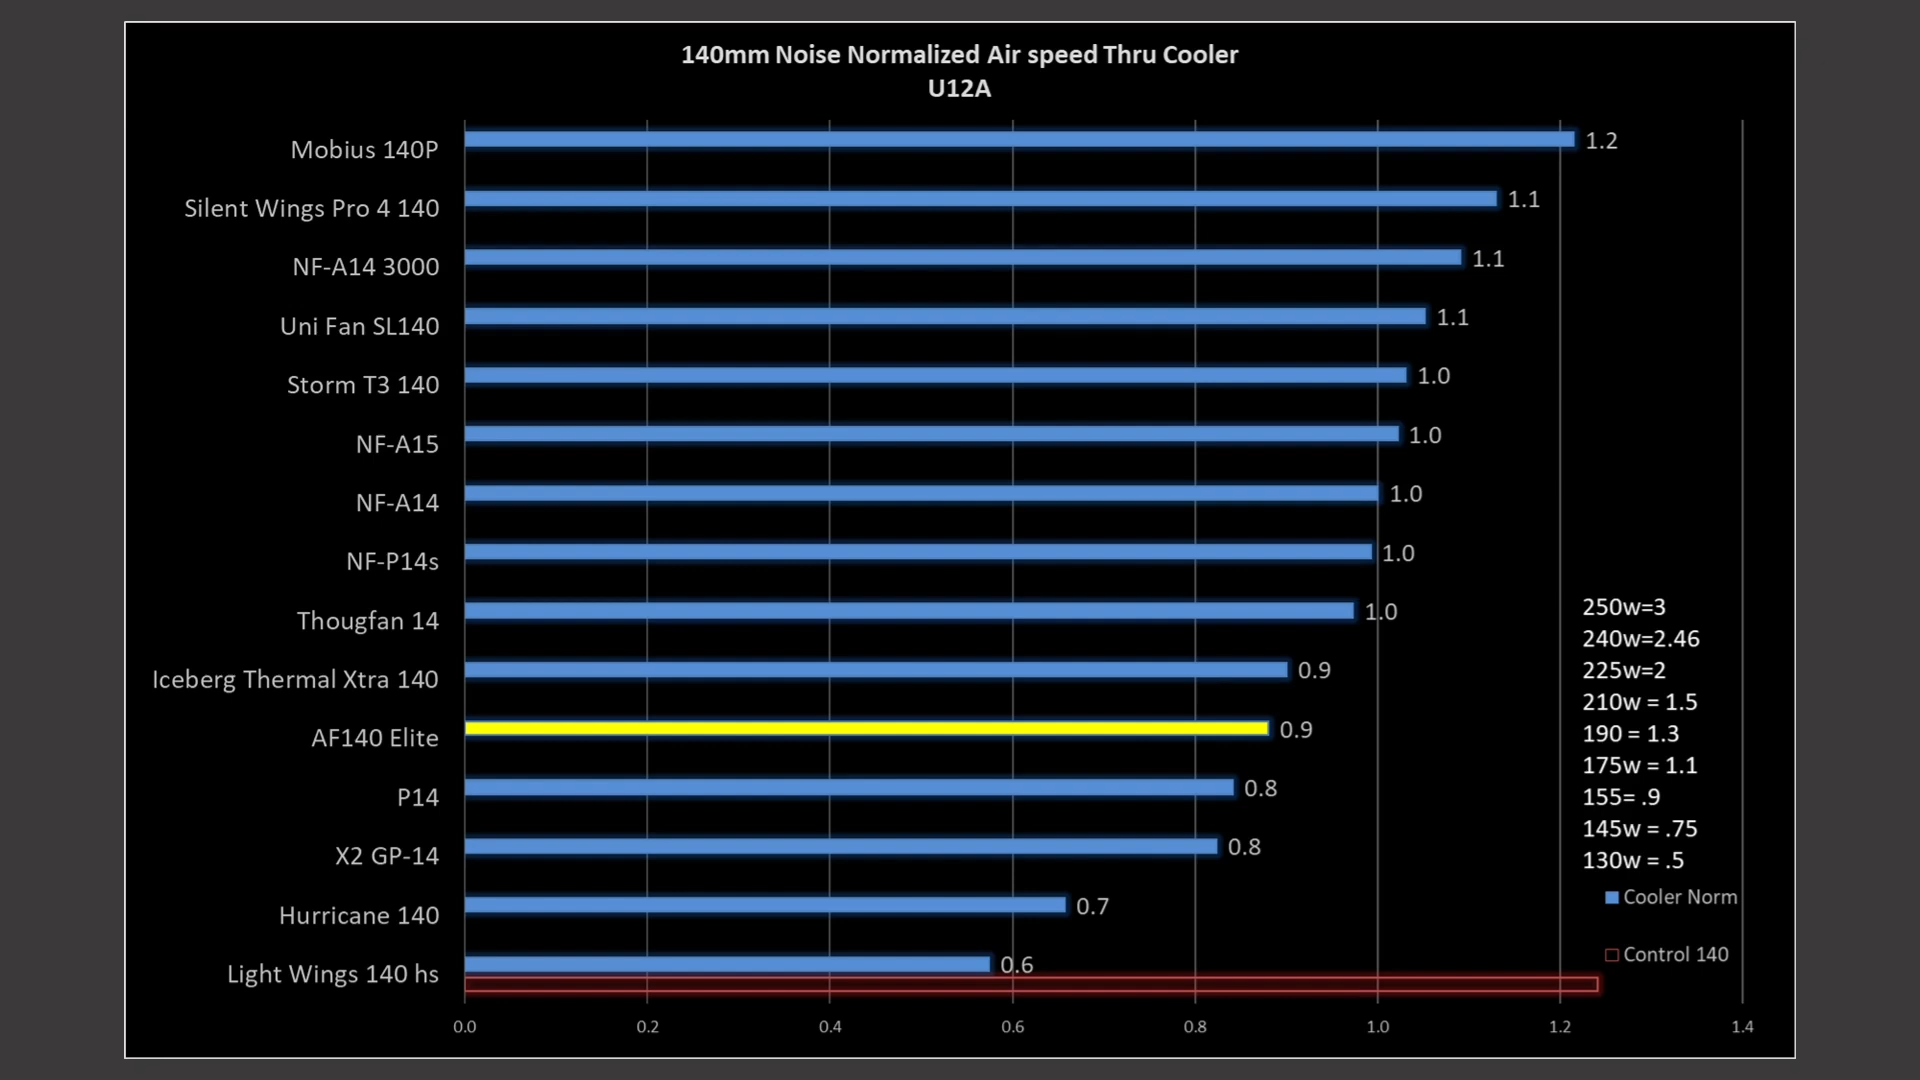 140mm Noise Normalized Air speed Thru Cooler
U12A
Mobius 140P 1.2
Silent Wings Pro 4 140 1.1
NF-A14 3000 1.1
Uni Fan SL140 1.1
Storm T3 140 1.0
NF-A15 1.0
NF-A14 1.0
NF-P14s 1.0
Thougfan 14 1.0
Iceberg Thermal Xtra 140 0.9
AF140 Elite 0.9
P14 0.8
X2 GP-14 0.8
Hurricane 140 0.7
Light Wings 140 hs 0.6
250w=3
240w=2.46
225w=2
210w = 1.5
190 = 1.3
175w = 1.1
155= .9
145w = .75
130w = .5
Cooler Norm
Control 140
0.0 0.2 0.4 0.6 0.8 1.0 1.2 1.4